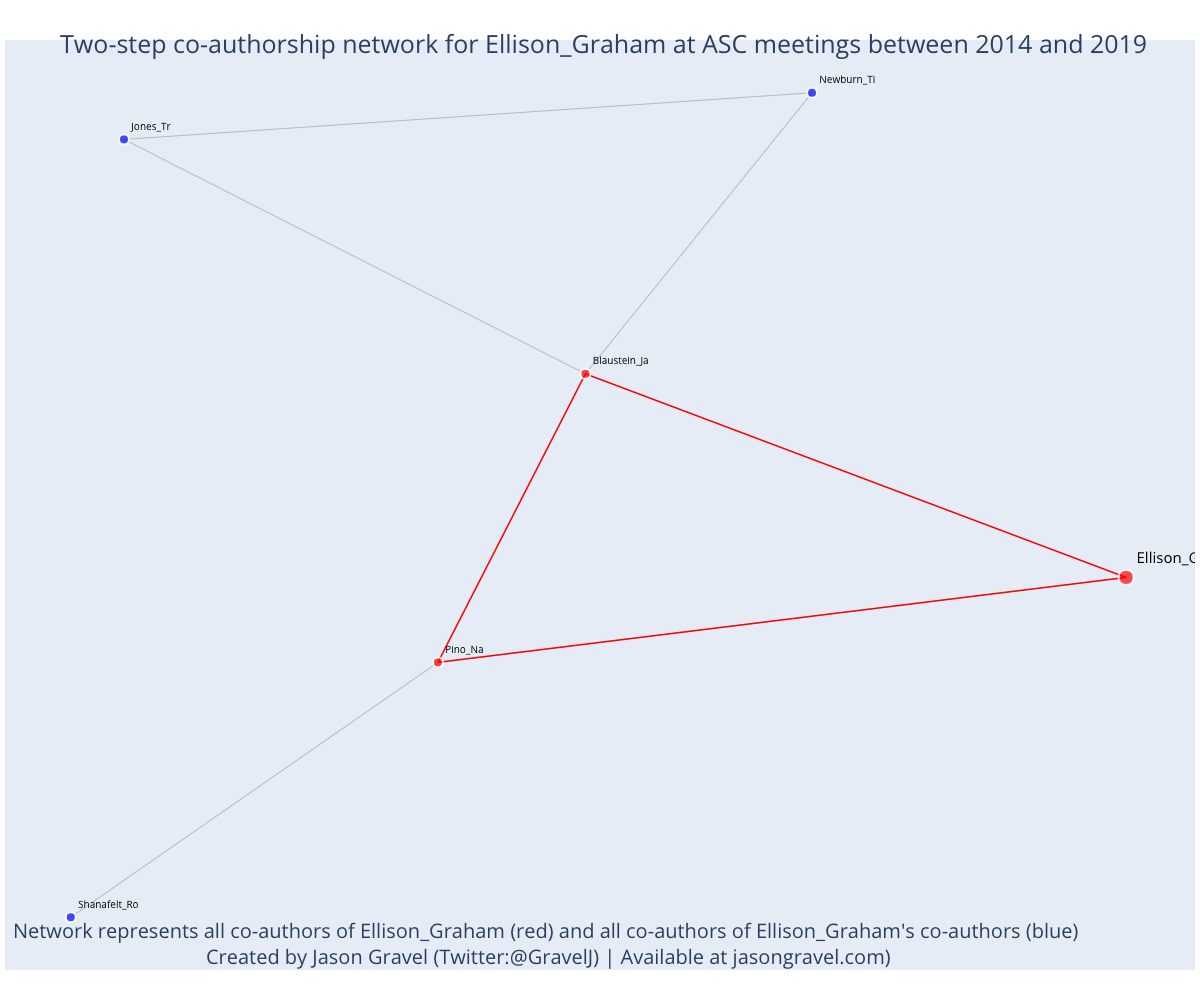 Two-step co-authorship network for Ellison_Graham at ASC meetings between 2014 and 2019
Newburn_Ti
Jones_Tr
Blaustein_Ja
Ellison_G
Pino_Na
Shanafelt_Ro
Network represents all co-authors of Ellison_Graham (red) and all co-authors of Ellison_Graham's co-authors (blue)
Created by Jason Gravel (Twitter:@GravelJ) | Available at jasongravel.com)